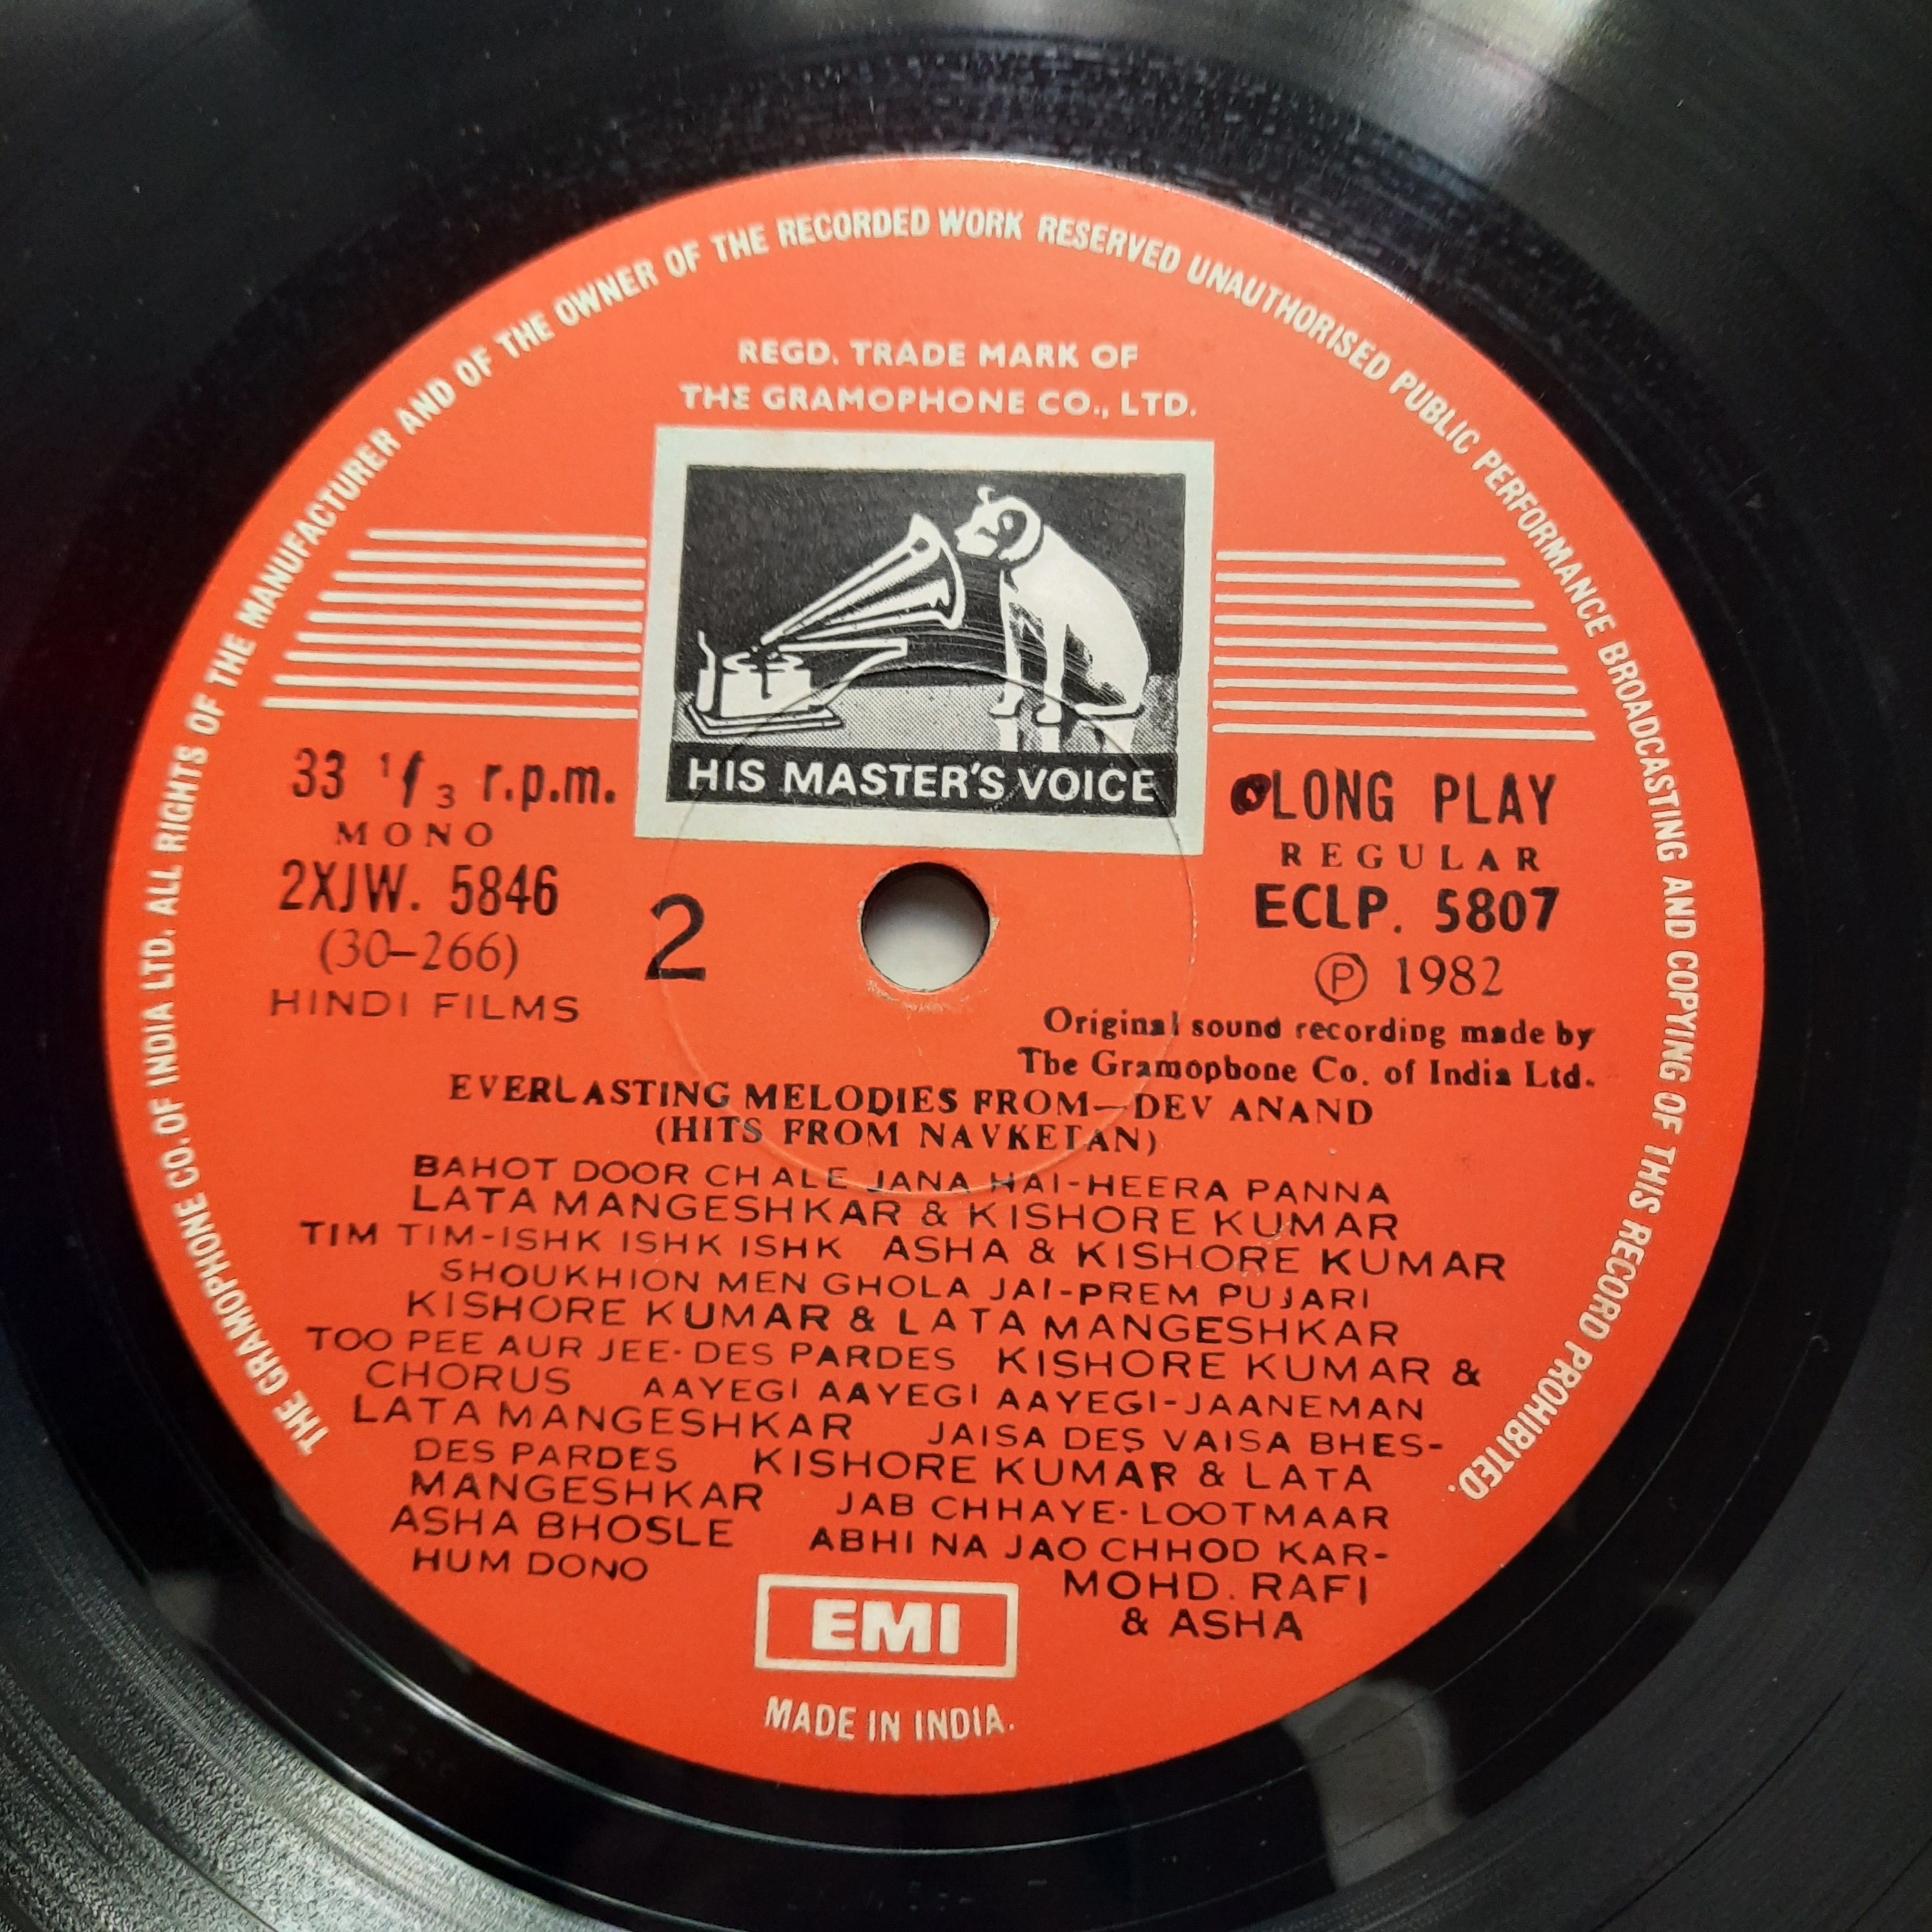 THE GRAMOPHONE CO. OF INDIA LTD. ALL RIGHTS OF THE MANUFACTURER AND OF THE OWNER OF THE RECORDED WORK RESERVED UNAUTHORISED PUBLIC PERFORMANCE BROADCASTING AND COPYING OF THIS RECORD PROHIBITED.
REGD. TRADE MARK OF
THE GRAMOPHONE CO., LTD.
HIS MASTER'S VOICE
33 1/3 r.p.m.
MONO
2XJW. 5846
(30-266)
HINDI FILMS
2
LONG PLAY
REGULAR
ECLP. 5807
℗ 1982
Original sound recording made by
The Gramophone Co. of India Ltd.
EVERLASTING MELODIES FROM—DEV ANAND
(HITS FROM NAVKETAN)
BAHOT DOOR CHALE JANA HAI-HEERA PANNA
LATA MANGESHKAR & KISHORE KUMAR
TIM TIM-ISHK ISHK ISHK ASHA & KISHORE KUMAR
SHOUKHION MEN GHOLA JAI-PREM PUJARI
KISHORE KUMAR & LATA MANGESHKAR
TOO PEE AUR JEE-DES PARDES KISHORE KUMAR &
CHORUS AAYEGI AAYEGI AAYEGI-JAANEMAN
LATA MANGESHKAR JAISA DES VAISA BHES-
DES PARDES KISHORE KUMAR & LATA
MANGESHKAR JAB CHHAYE-LOOTMAAR
ASHA BHOSLE ABHI NA JAO CHHOD KAR-
HUM DONO MOHD. RAFI
& ASHA
EMI
MADE IN INDIA.